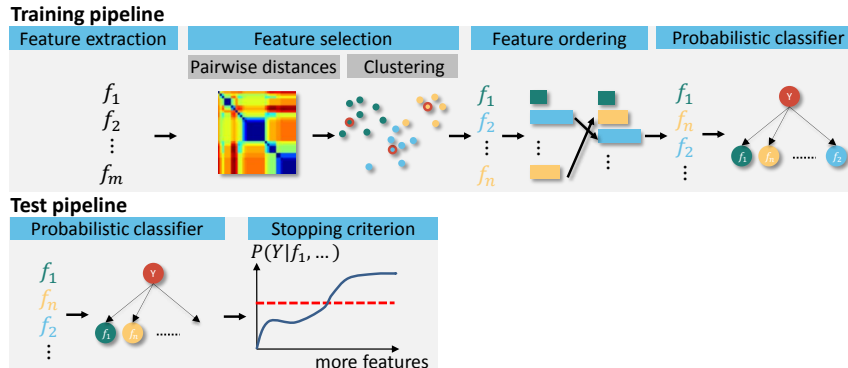 Training pipeline
Feature extraction
Feature selection
Feature ordering
Probabilistic classifier
Pairwise distances
Clustering
f₁
f₂
⋮
fₘ
f₁
f₂
⋮
fₙ
⋮
⋮
f₁
fₙ
f₂
⋮
Y
f₁
fₙ
......
f₂
Test pipeline
Probabilistic classifier
Stopping criterion
f₁
fₙ
f₂
⋮
Y
f₁
fₙ
......
P(Y|f₁, ...)
more features